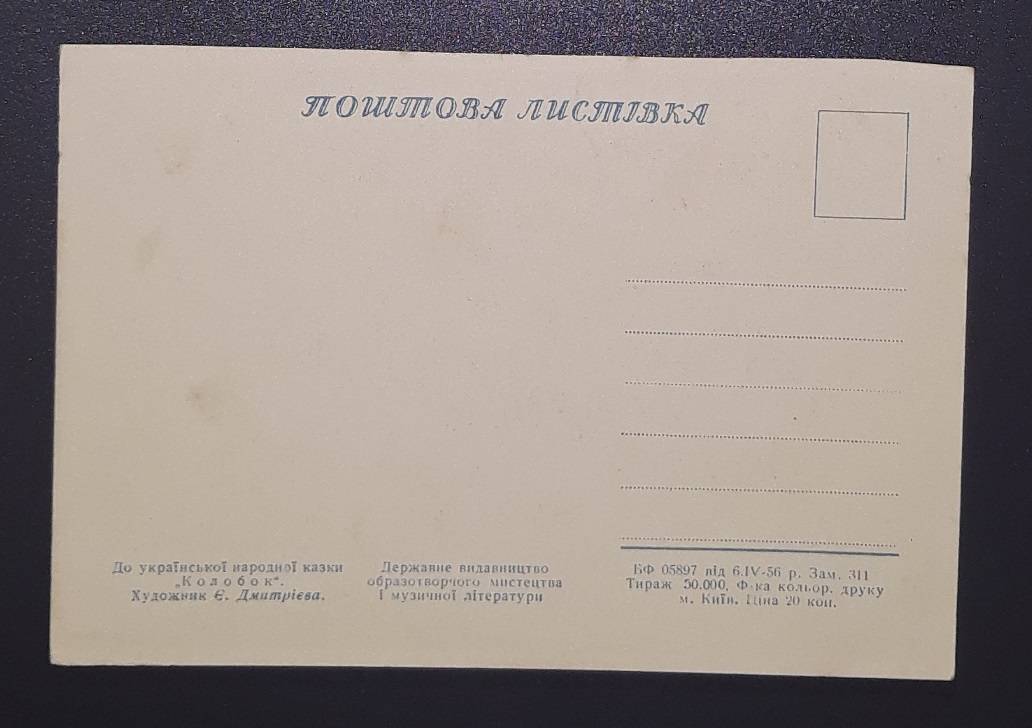 ПОШТОВА ЛИСТІВКА
До української народної казки
„Колобок“.
Художник Є. Дмитрієва.
Державне видавництво
образотворчого мистецтва
і музичної літератури
БФ 05897 від 6.IV-56 р. Зам. 311
Тираж 50.000, Ф-ка кольор. друку
м. Київ. Ціна 20 коп.